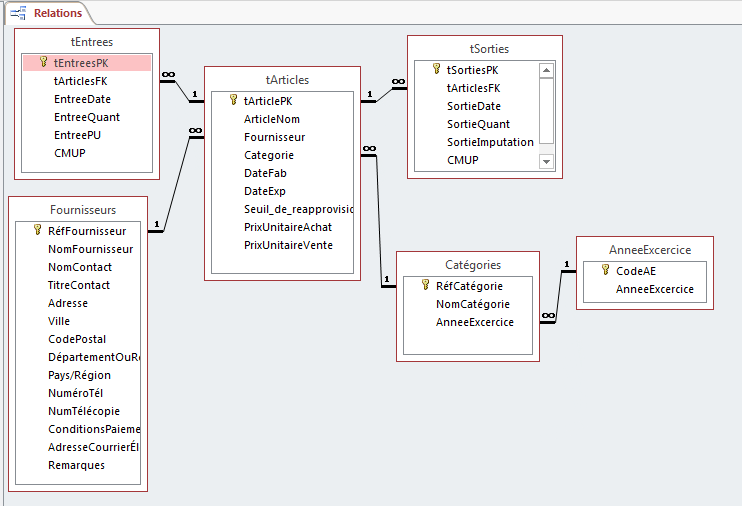 Relations
tEntrees
tEntreesPK
tArticlesFK
EntreeDate
EntreeQuant
EntreePU
CMUP
∞
1
tArticles
tArticlePK
ArticleNom
Fournisseur
Categorie
DateFab
DateExp
Seuil_de_reapprovisio
PrixUnitaireAchat
PrixUnitaireVente
1
∞
tSorties
tSortiesPK
tArticlesFK
SortieDate
SortieQuant
SortieImputation
CMUP
∞
1
Fournisseurs
RéfFournisseur
NomFournisseur
NomContact
TitreContact
Adresse
Ville
CodePostal
DépartementOuRé
Pays/Région
NuméroTél
NumTélécopie
ConditionsPaieme
AdresseCourrierÉl
Remarques
∞
1
Catégories
RéfCatégorie
NomCatégorie
AnneeExcercice
∞
1
AnneeExcercice
CodeAE
AnneeExcercice